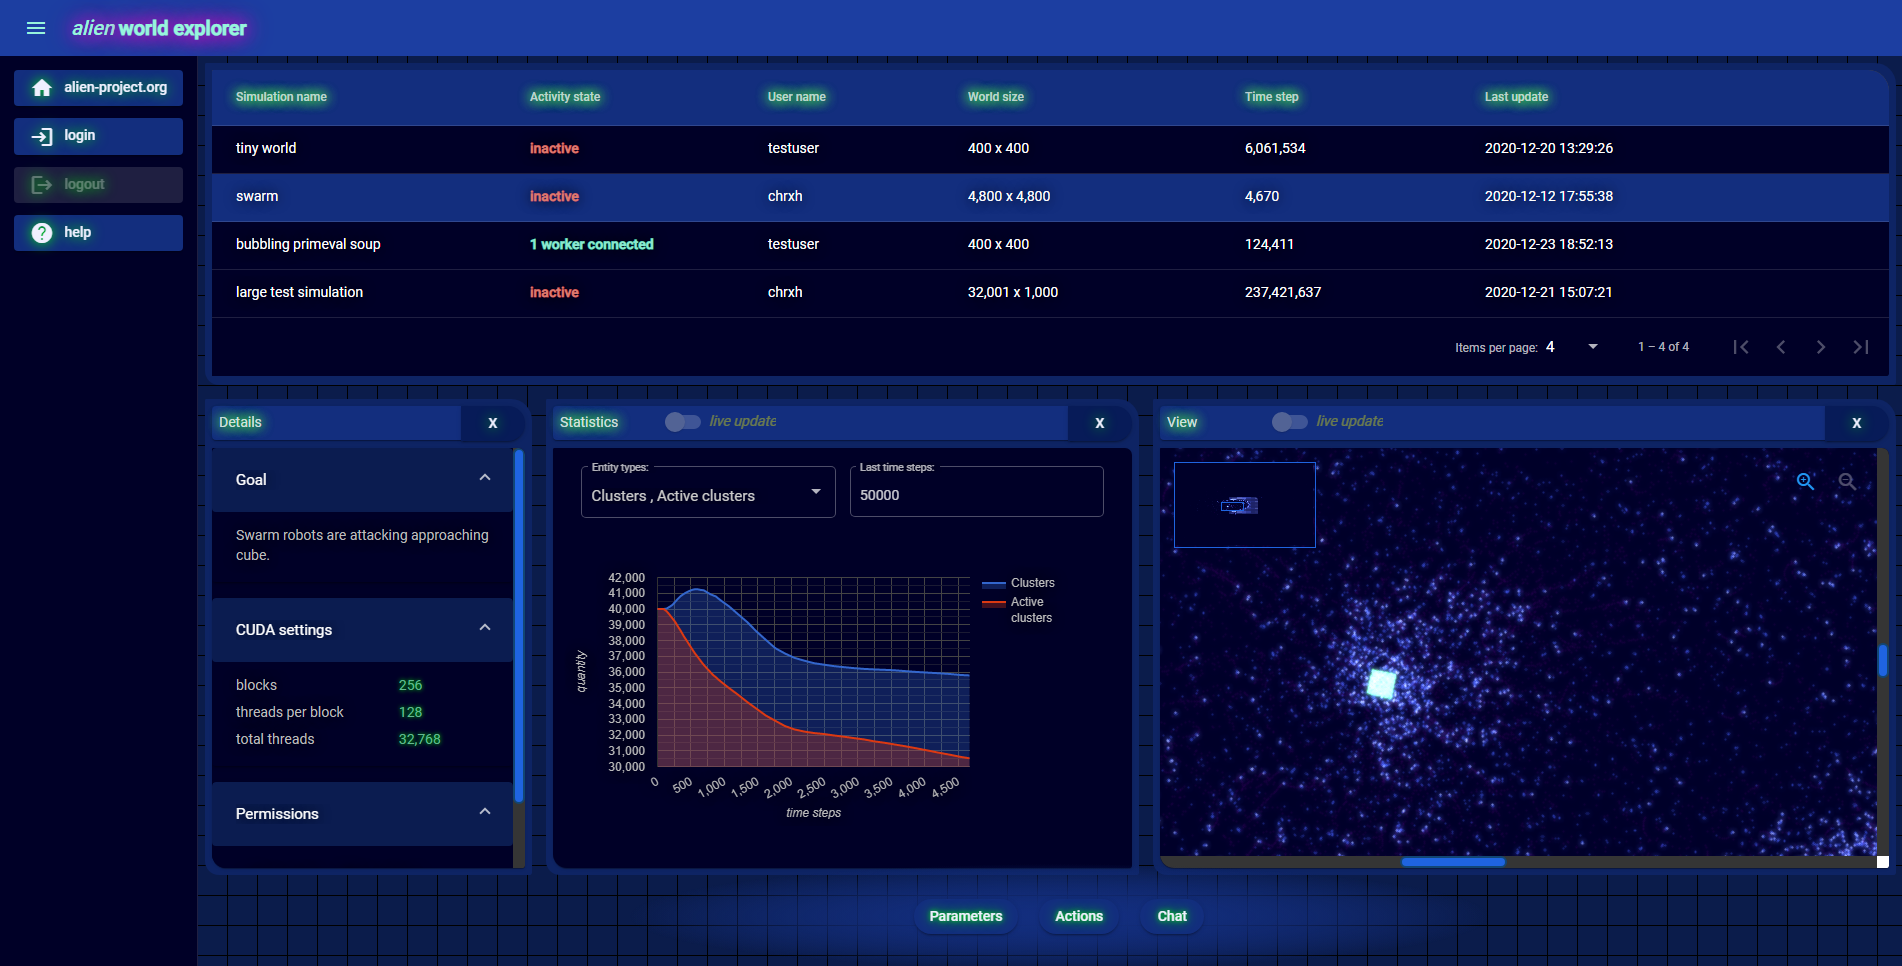 alien world explorer
alien-project.org
login
logout
help
Simulation name Activity state User name World size Time step Last update
tiny world inactive testuser 400 x 400 6,061,534 2020-12-20 13:29:26
swarm inactive chrxh 4,800 x 4,800 4,670 2020-12-12 17:55:38
bubbling primeval soup 1 worker connected testuser 400 x 400 124,411 2020-12-23 18:52:13
large test simulation inactive chrxh 32,001 x 1,000 237,421,637 2020-12-21 15:07:21
Items per page: 4 1 – 4 of 4
Details X
Goal
Swarm robots are attacking approaching
cube.
CUDA settings
blocks 256
threads per block 128
total threads 32,768
Permissions
Statistics live update X
Entity types:
Clusters , Active clusters
Last time steps:
50000
42,000
41,000
40,000
39,000
38,000
37,000
36,000
35,000
34,000
33,000
32,000
31,000
30,000
quantity
0 500 1,000 1,500 2,000 2,500 3,000 3,500 4,000 4,500
time steps
Clusters
Active
clusters
View live update X
Parameters Actions Chat